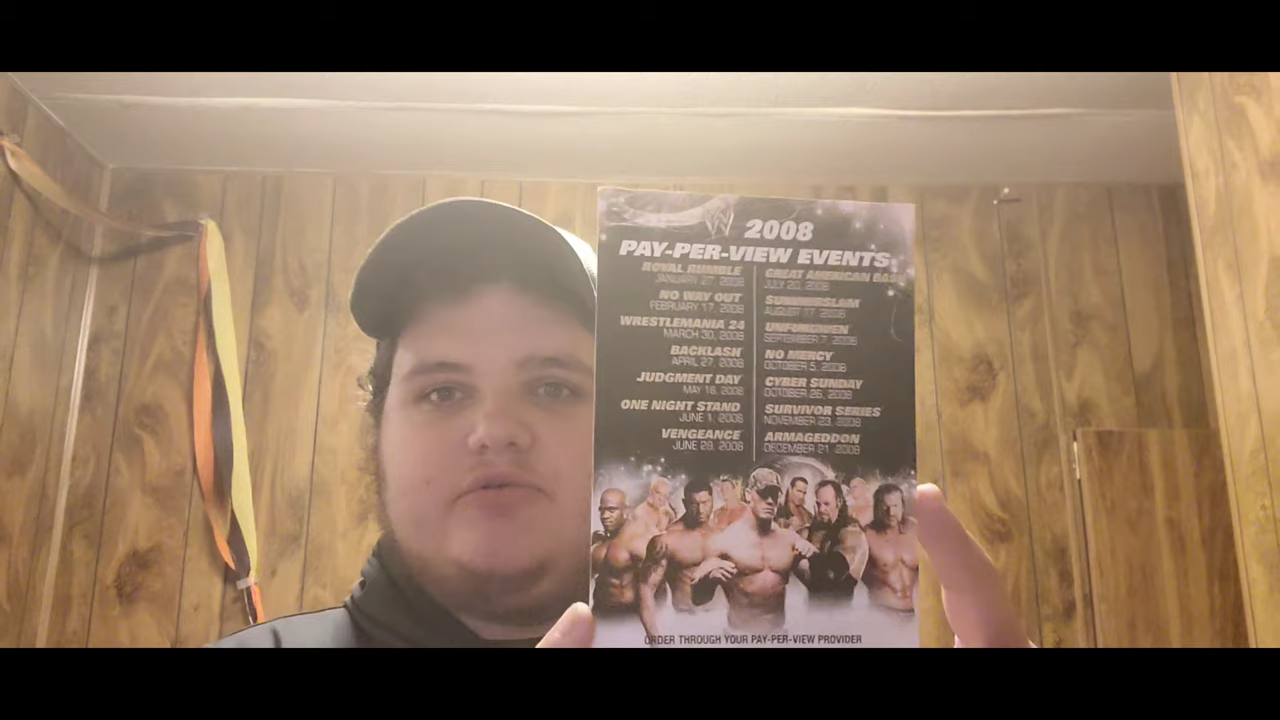 W
2008
PAY-PER-VIEW EVENTS
ROYAL RUMBLE
JANUARY 27, 2008
NO WAY OUT
FEBRUARY 17, 2008
WRESTLEMANIA 24
MARCH 30, 2008
BACKLASH
APRIL 27, 2008
JUDGMENT DAY
MAY 18, 2008
ONE NIGHT STAND
JUNE 1, 2008
VENGEANCE
JUNE 29, 2008
GREAT AMERICAN BASH
JULY 20, 2008
SUMMERSLAM
AUGUST 17, 2008
UNFORGIVEN
SEPTEMBER 7, 2008
NO MERCY
OCTOBER 5, 2008
CYBER SUNDAY
OCTOBER 26, 2008
SURVIVOR SERIES
NOVEMBER 23, 2008
ARMAGEDDON
DECEMBER 21, 2008
ORDER THROUGH YOUR PAY-PER-VIEW PROVIDER